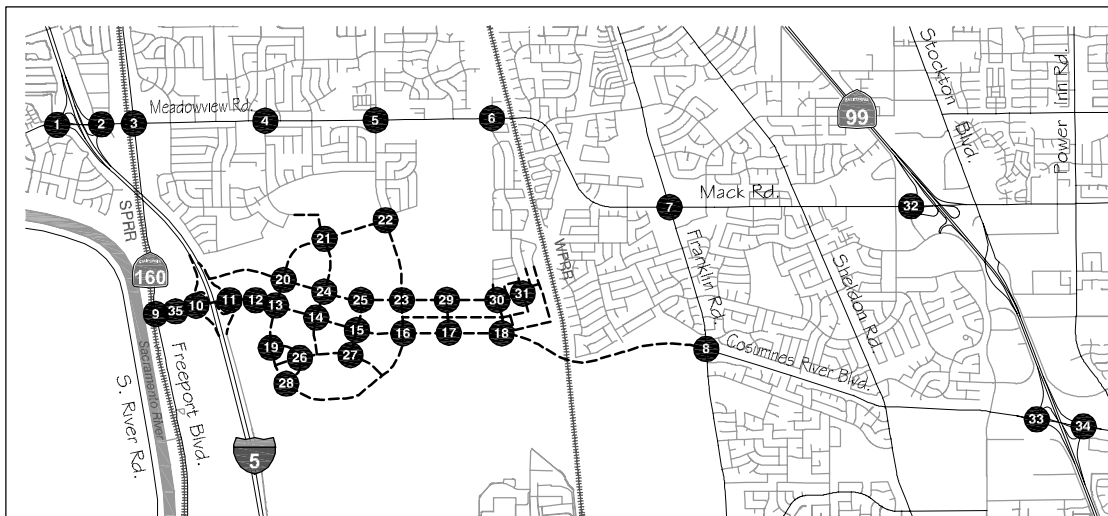 Meadowview Rd.
1 2 3 4 5 6
Stockton Blvd.
Power Inn Rd.
99
Mack Rd.
7 32
SPRR
WPRR
Franklin Rd.
Sheldon Rd.
160
22
21
20 24 25 23 29 30 31
9 35 10 11 12 13 14 15 16 17 18
19 26 27
28
8
Cosumnes River Blvd.
33 34
Sacramento River
Freeport Blvd.
S. River Rd.
5